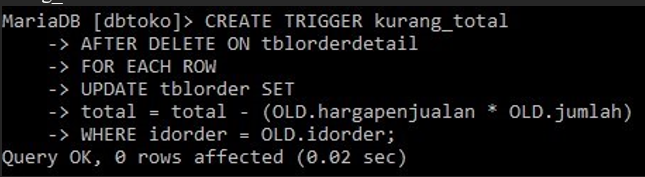 MariaDB [dbtoko]> CREATE TRIGGER kurang_total
-> AFTER DELETE ON tblorderdetail
-> FOR EACH ROW
-> UPDATE tblorder SET
-> total = total - (OLD.hargapenjualan * OLD.jumlah)
-> WHERE idorder = OLD.idorder;
Query OK, 0 rows affected (0.02 sec)